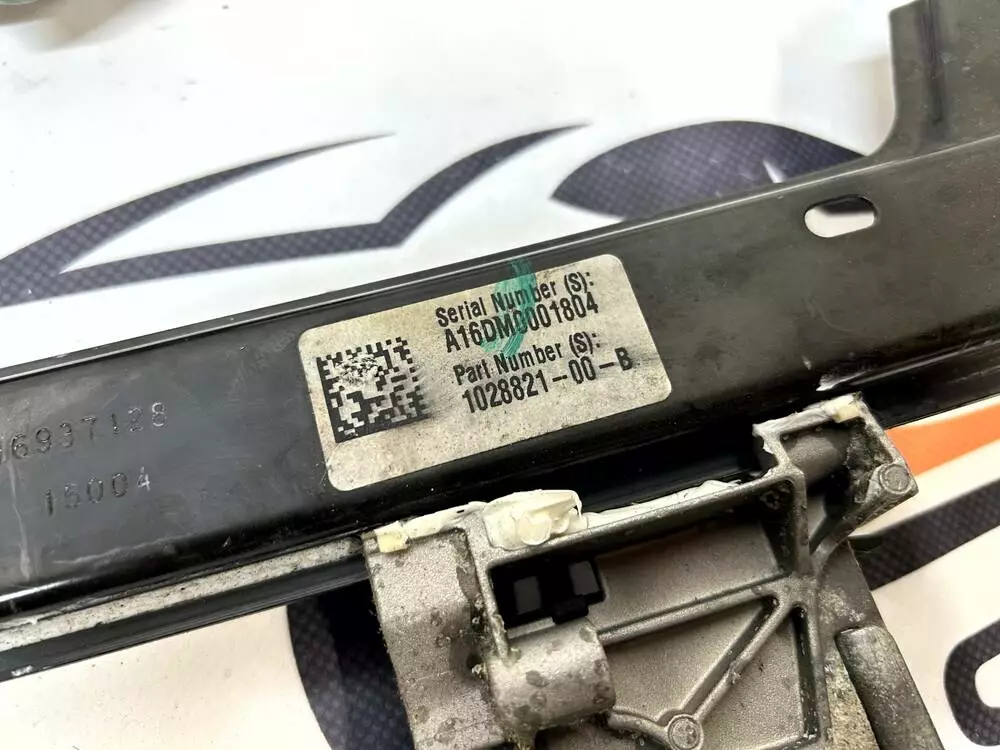 Serial Number (S):
A16DM0001804
Part Number (S):
1028821-00-B
6937128
15004